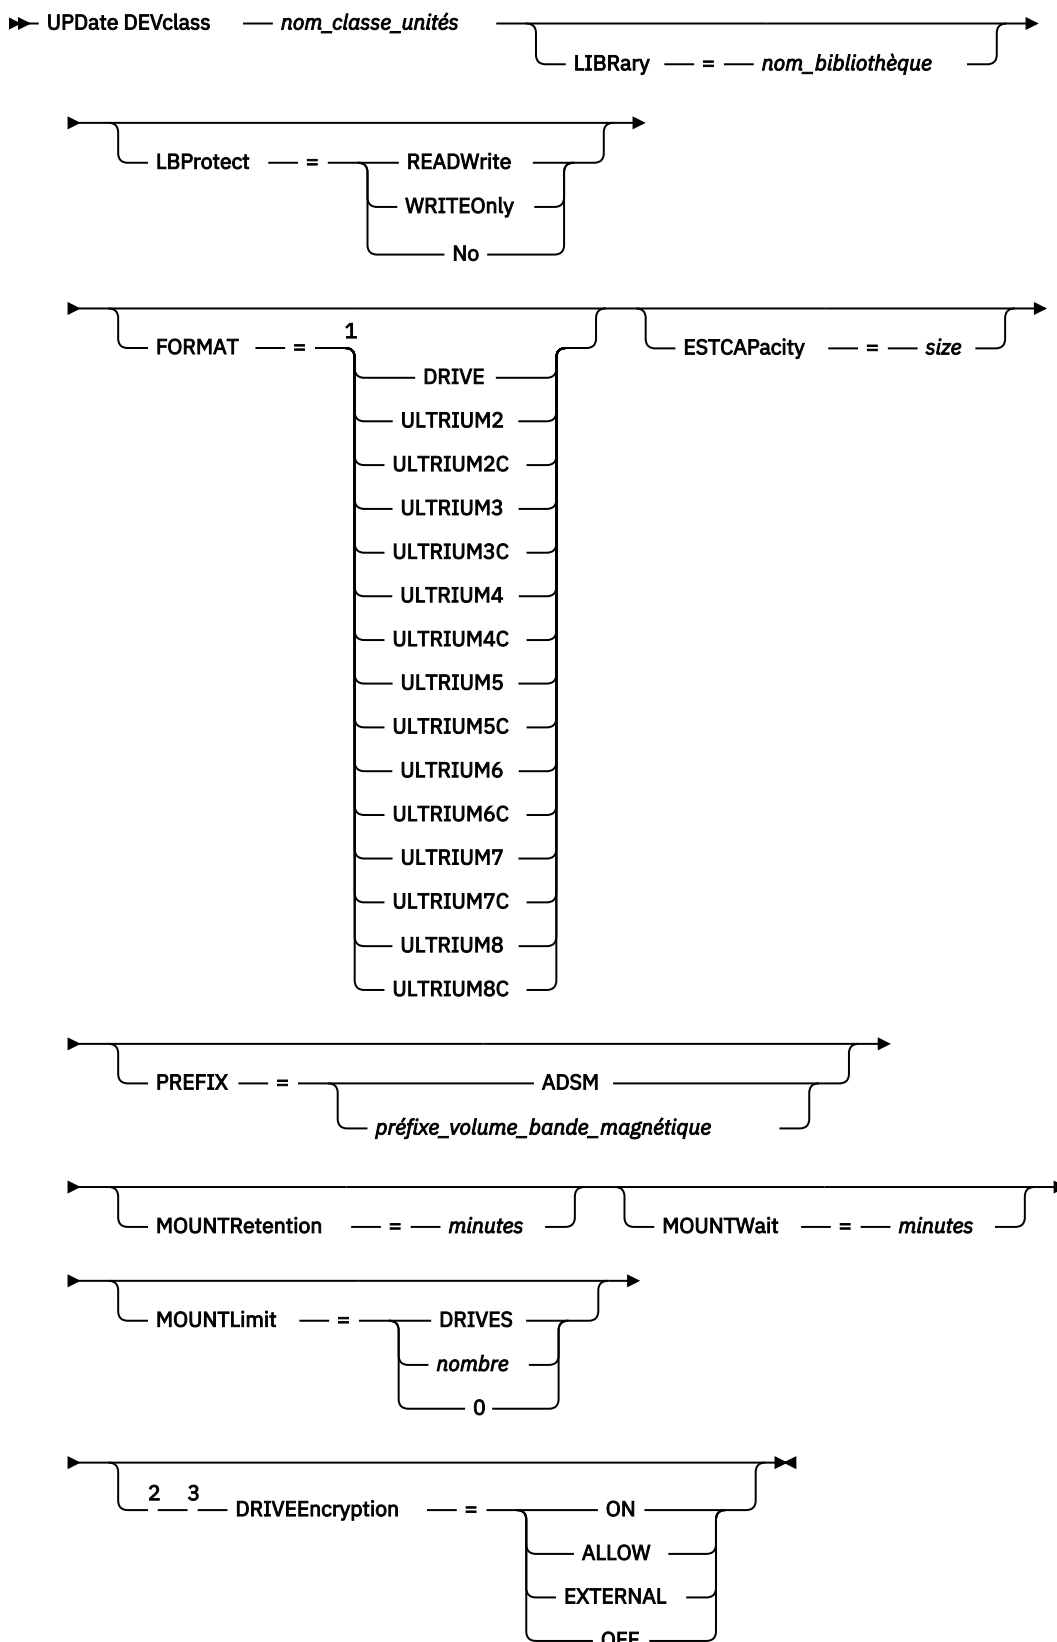 UPDate DEVclass nom_classe_unités
LIBRary = nom_bibliothèque
LBProtect = READWrite
WRITEOnly
No
1
FORMAT =
DRIVE
ULTRIUM2
ULTRIUM2C
ULTRIUM3
ULTRIUM3C
ULTRIUM4
ULTRIUM4C
ULTRIUM5
ULTRIUM5C
ULTRIUM6
ULTRIUM6C
ULTRIUM7
ULTRIUM7C
ULTRIUM8
ULTRIUM8C
ESTCAPacity = size
PREFIX = ADSM
préfixe_volume_bande_magnétique
MOUNTRetention = minutes
MOUNTWait = minutes
MOUNTLimit = DRIVES
nombre
0
2 3
DRIVEEncryption = ON
ALLOW
EXTERNAL
OFF